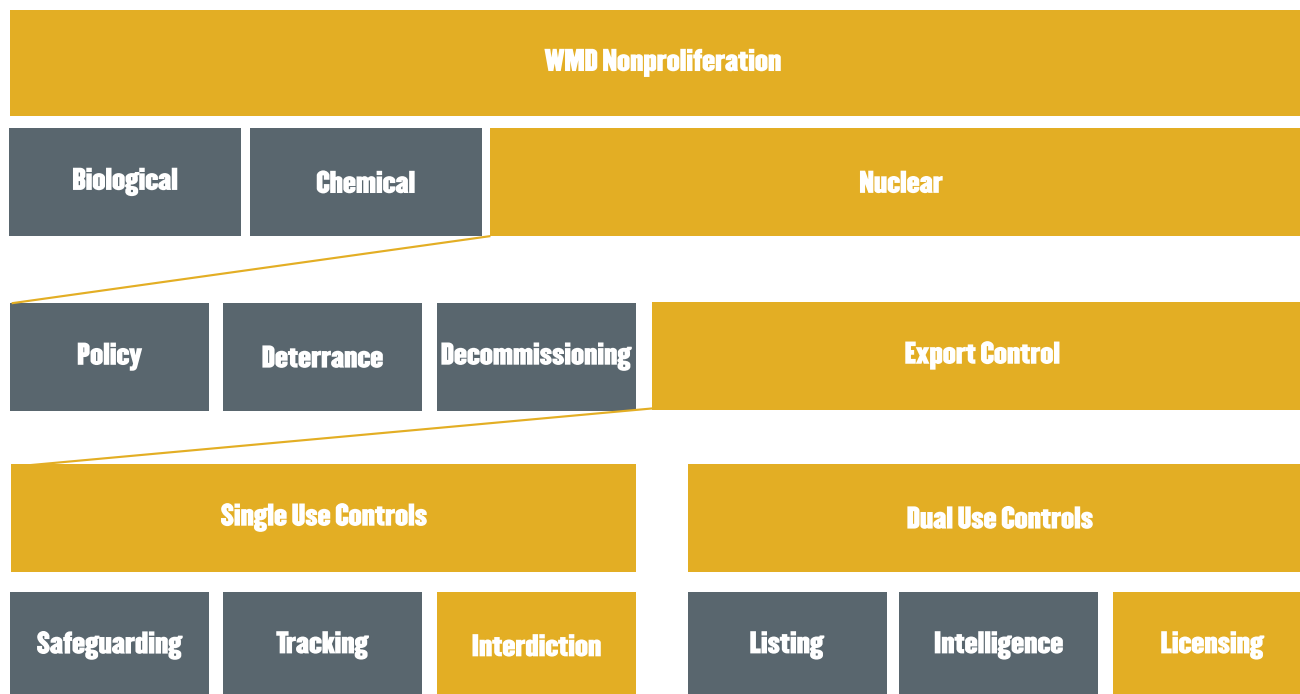 WMD Nonproliferation
Biological
Chemical
Nuclear
Policy
Deterrance
Decommissioning
Export Control
Single Use Controls
Dual Use Controls
Safeguarding
Tracking
Interdiction
Listing
Intelligence
Licensing